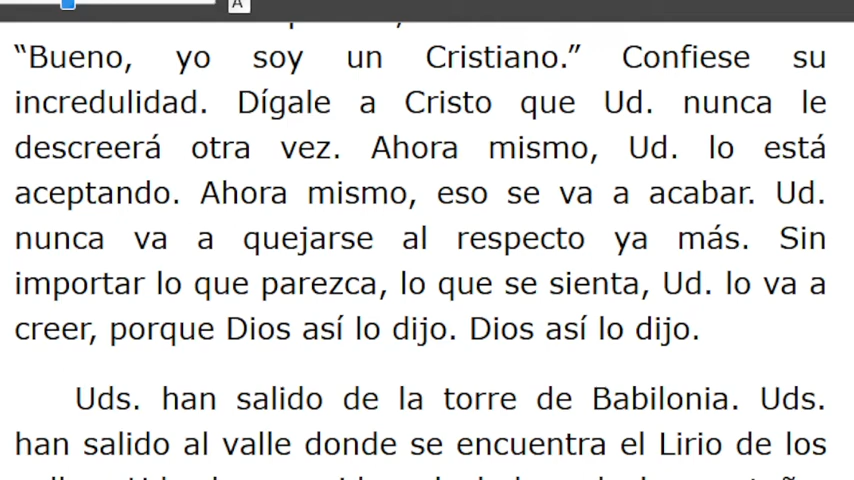 A
“Bueno, yo soy un Cristiano.” Confiese su
incredulidad. Dígale a Cristo que Ud. nunca le
descreerá otra vez. Ahora mismo, Ud. lo está
aceptando. Ahora mismo, eso se va a acabar. Ud.
nunca va a quejarse al respecto ya más. Sin
importar lo que parezca, lo que se sienta, Ud. lo va a
creer, porque Dios así lo dijo. Dios así lo dijo.
Uds. han salido de la torre de Babilonia. Uds.
han salido al valle donde se encuentra el Lirio de los